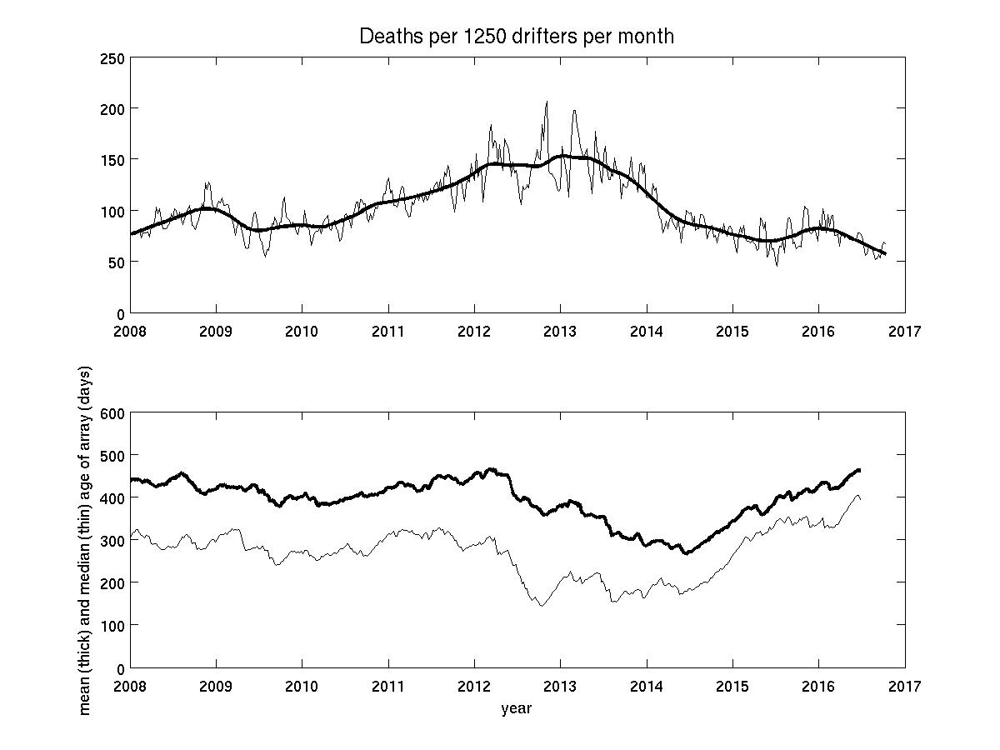 Deaths per 1250 drifters per month
250
200
150
100
50
0
2008 2009 2010 2011 2012 2013 2014 2015 2016 2017
mean (thick) and median (thin) age of array (days)
600
500
400
300
200
100
0
2008 2009 2010 2011 2012 2013 2014 2015 2016 2017
year